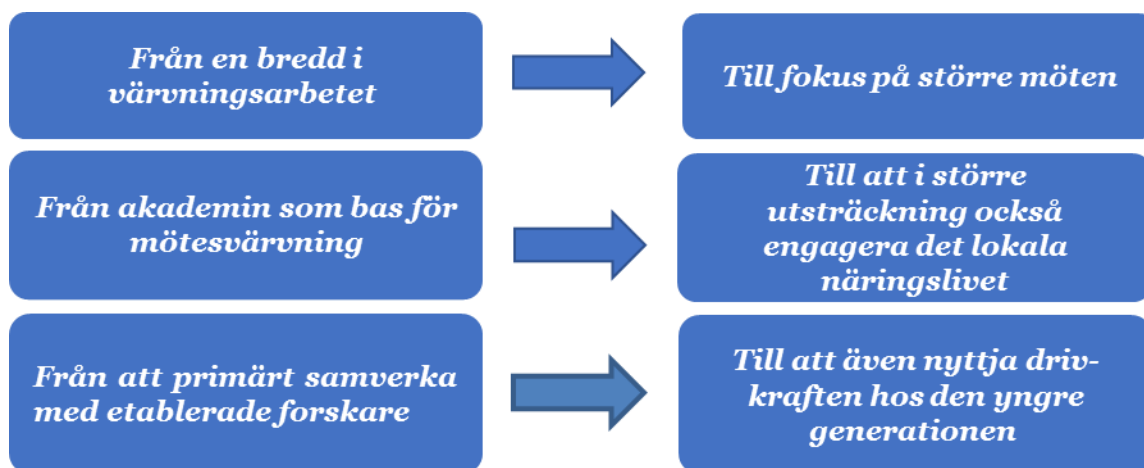 Från en bredd i
värvningsarbetet
Till fokus på större möten
Från akademin som bas för
mötesvärvning
Till att i större
utsträckning också
engagera det lokala
näringslivet
Från att primärt samverka
med etablerade forskare
Till att även nyttja driv-
kraften hos den yngre
generationen